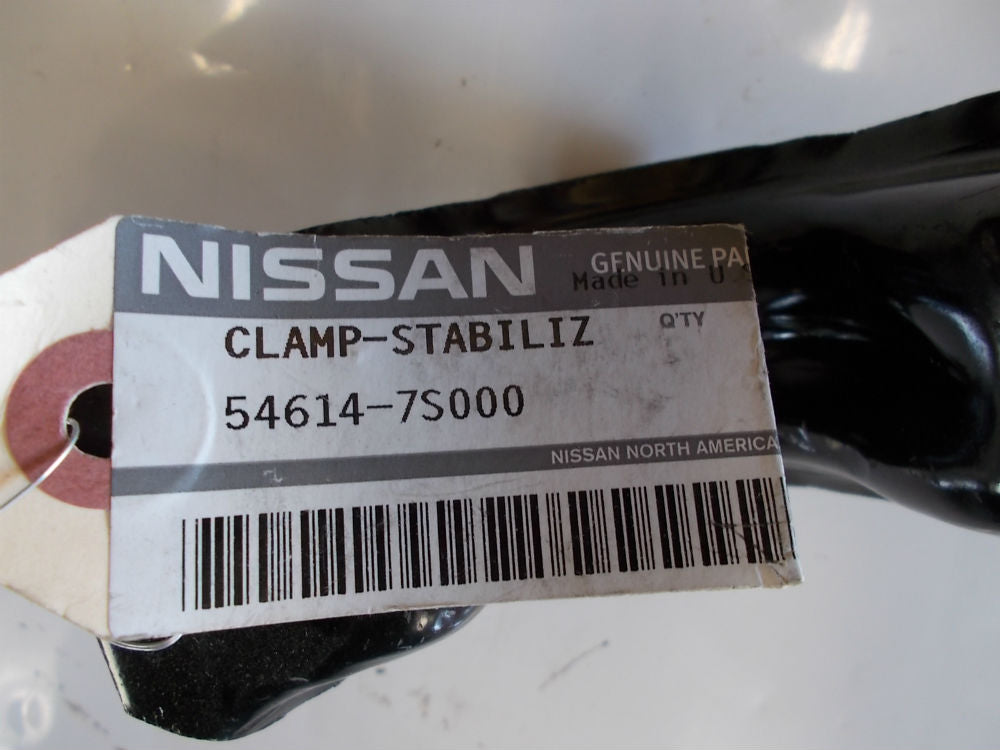 NISSAN GENUINE PA
Made in U
CLAMP-STABILIZ Q'TY
54614-7S000
NISSAN NORTH AMERICA